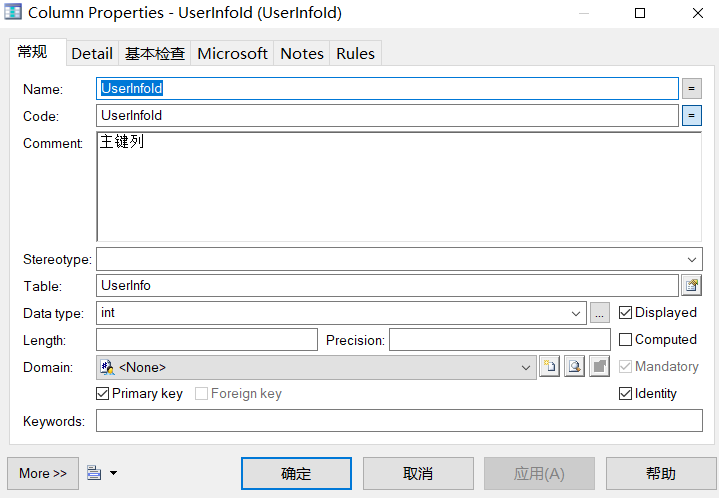 Column Properties - UserInfoId (UserInfoId)
常规 Detail 基本检查 Microsoft Notes Rules
Name: UserInfoId =
Code: UserInfoId =
Comment: 主键列
Stereotype:
Table: UserInfo
Data type: int ... Displayed
Length: Precision: Computed
Domain: <None> Mandatory
Primary key Foreign key Identity
Keywords:
More >> 确定 取消 应用(A) 帮助